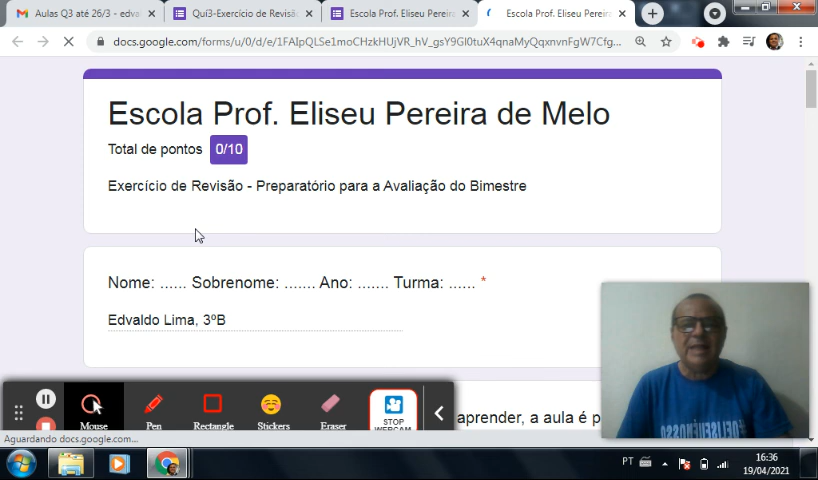 Aulas Q3 até 26/3 - edva
Quí3-Exercício de Revisã
Escola Prof. Eliseu Pereira
Escola Prof. Eliseu Pereira
docs.google.com/forms/u/0/d/e/1FAIpQLSe1moCHzkHUjVR_hV_gsY9Gl0tuX4qnaMyQqxnvnFgW7Cfg...
Escola Prof. Eliseu Pereira de Melo
Total de pontos 0/10
Exercício de Revisão - Preparatório para a Avaliação do Bimestre
Nome: ...... Sobrenome: ....... Ano: ....... Turma: ...... *
Edvaldo Lima, 3ºB
aprender, a aula é p
Mouse
Pen
Rectangle
Stickers
Eraser
STOP
WEBCAM
Aguardando docs.google.com...
PT
16:36
19/04/2021